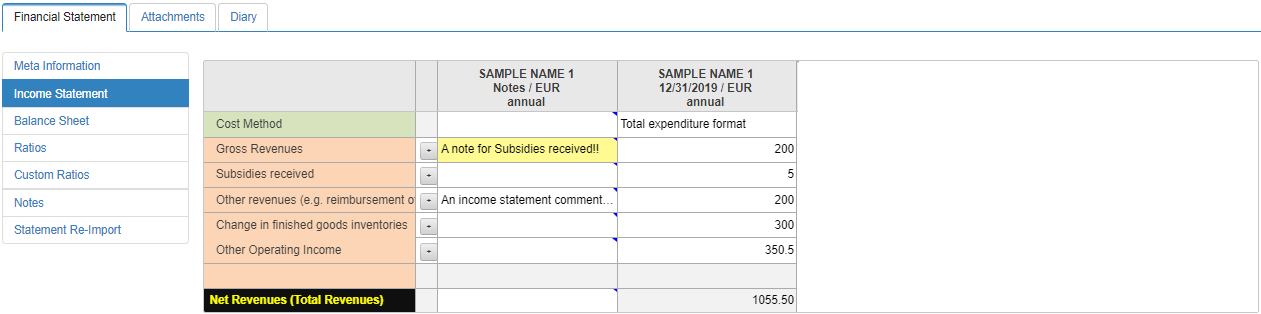 Financial Statement Attachments Diary
Meta Information
Income Statement
Balance Sheet
Ratios
Custom Ratios
Notes
Statement Re-Import
SAMPLE NAME 1
Notes / EUR
annual
SAMPLE NAME 1
12/31/2019 / EUR
annual
Cost Method Total expenditure format
Gross Revenues + A note for Subsidies received!! 200
Subsidies received + 5
Other revenues (e.g. reimbursement o + An income statement comment... 200
Change in finished goods inventories + 300
Other Operating Income + 350.5
Net Revenues (Total Revenues) 1055.50